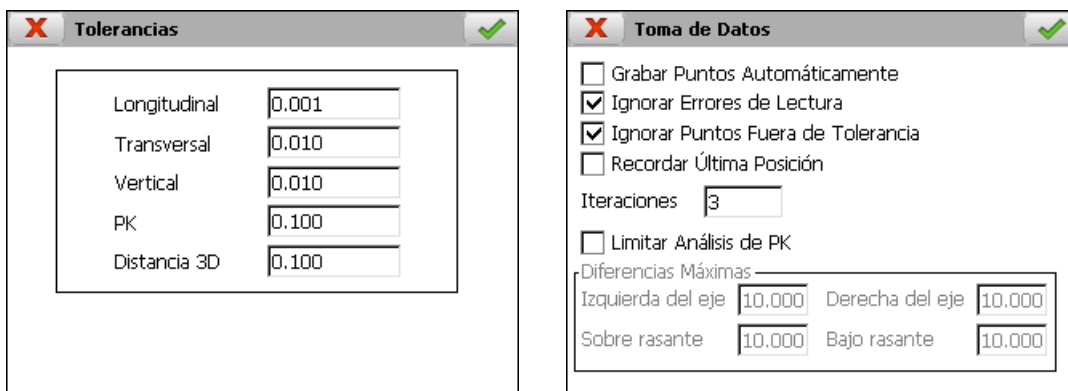 Tolerancias
Longitudinal 0.001
Transversal 0.010
Vertical 0.010
PK 0.100
Distancia 3D 0.100
Toma de Datos
Grabar Puntos Automáticamente
Ignorar Errores de Lectura
Ignorar Puntos Fuera de Tolerancia
Recordar Última Posición
Iteraciones 3
Limitar Análisis de PK
Diferencias Máximas
Izquierda del eje 10.000 Derecha del eje 10.000
Sobre rasante 10.000 Bajo rasante 10.000